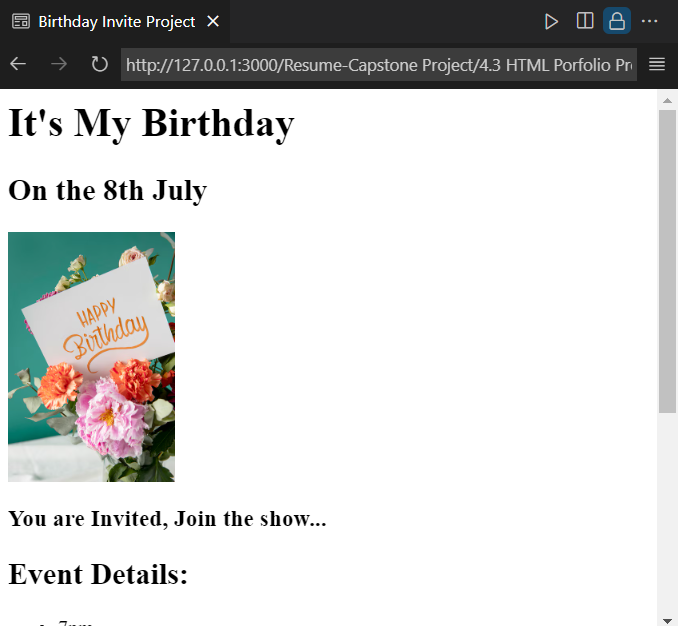 Birthday Invite Project
http://127.0.0.1:3000/Resume-Capstone Project/4.3 HTML Porfolio Pr
It's My Birthday
On the 8th July
HAPPY
Birthday
You are Invited, Join the show...
Event Details:
7pm